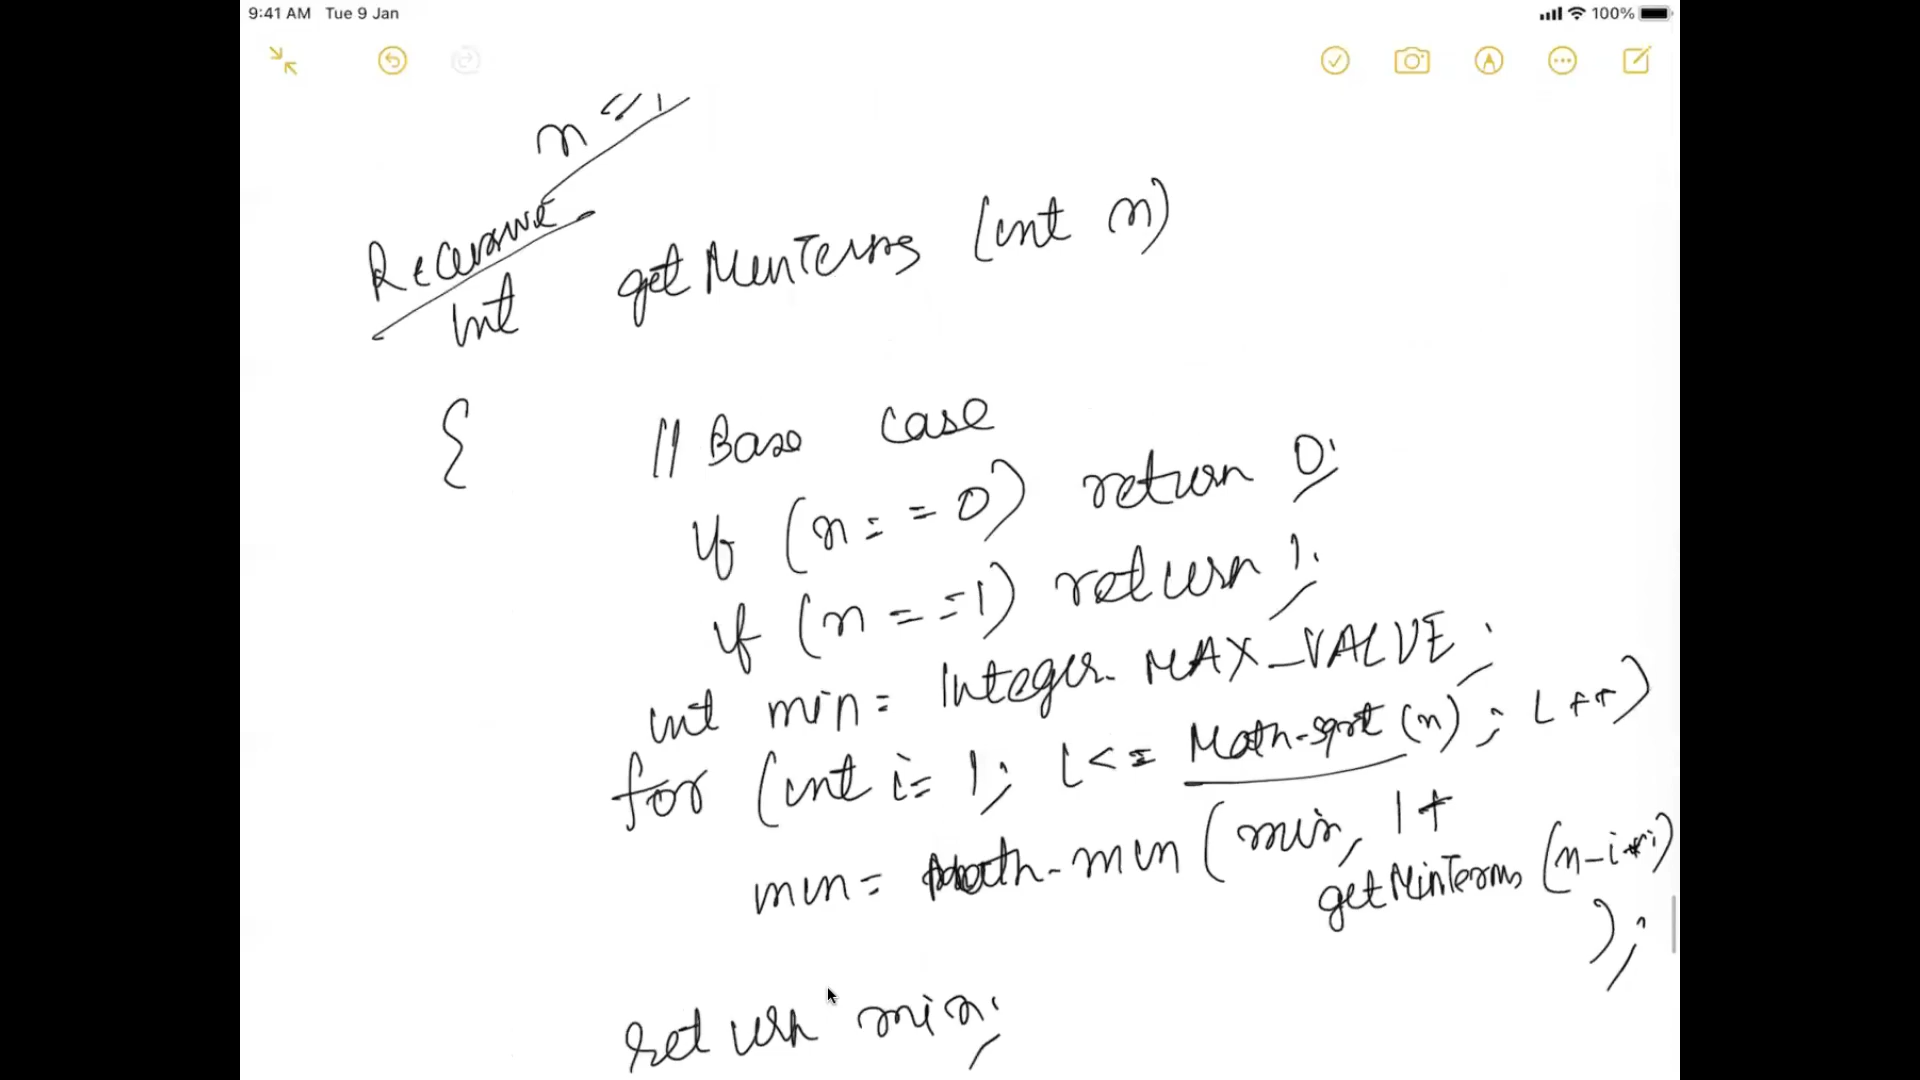 9:41 AM Tue 9 Jan
100%
n = 1
Recursive
int getMinTerms (int n)
{
// Base case
if (n == 0) return 0;
if (n == 1) return 1;
int min = Integer.MAX_VALUE;
for (int i = 1; i <= Math.sqrt(n); i++)
min = Math.min (min, 1 +
getMinTerms (n-i*i)
);
return min;